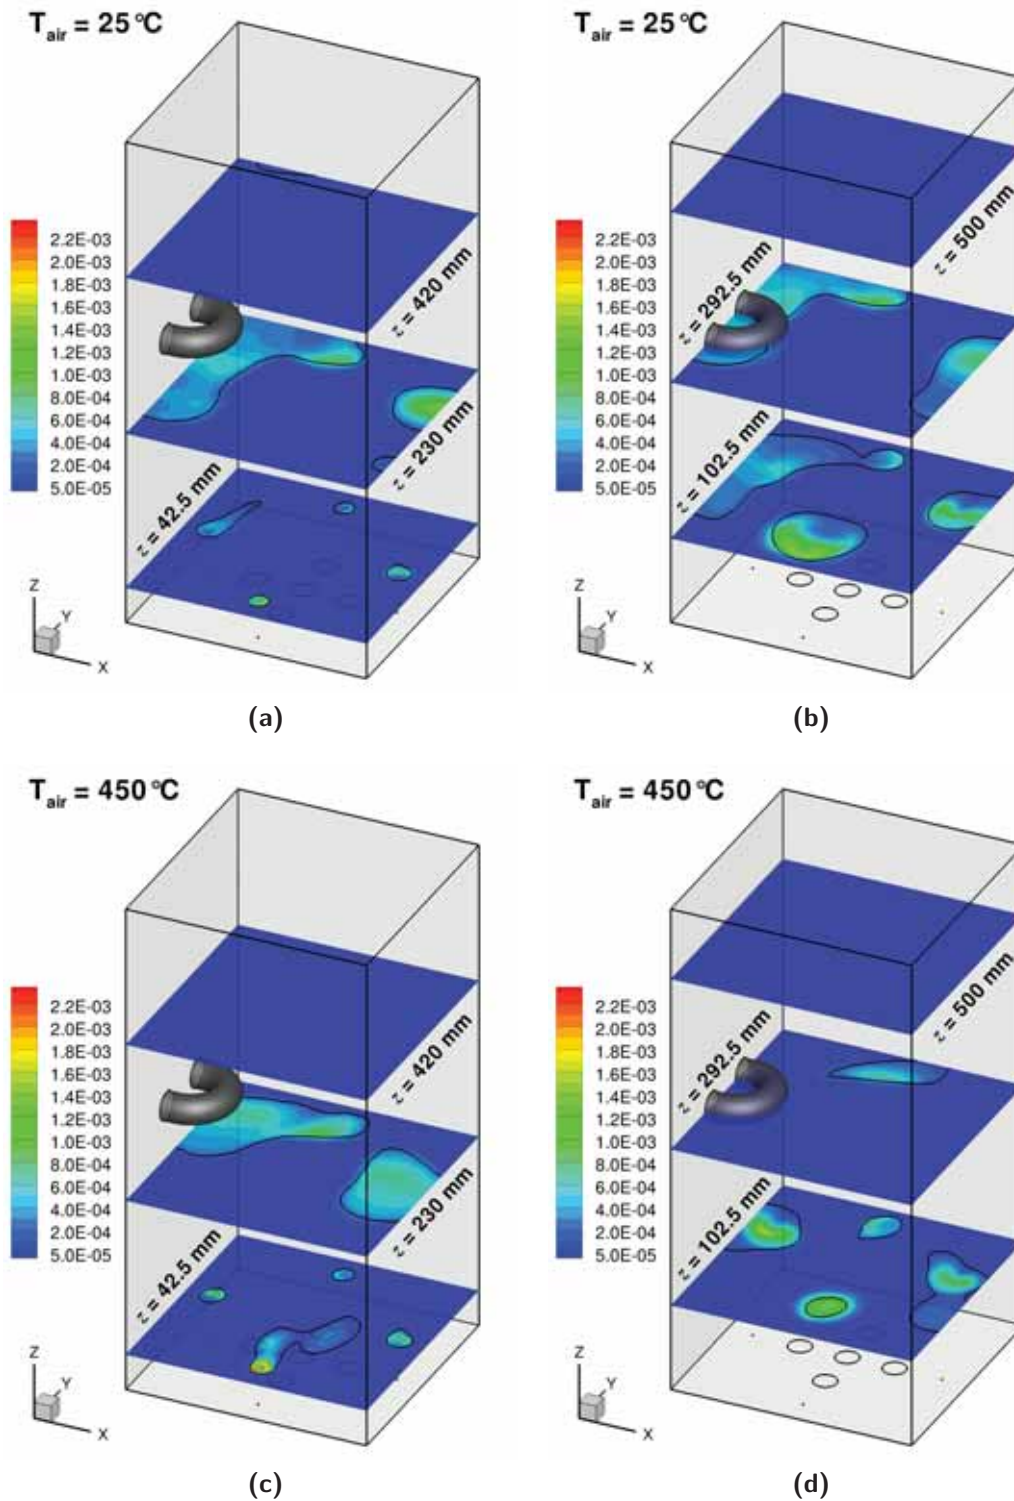 T_air = 25 °C
z = 420 mm
z = 230 mm
z = 42.5 mm
2.2E-03
2.0E-03
1.8E-03
1.6E-03
1.4E-03
1.2E-03
1.0E-03
8.0E-04
6.0E-04
4.0E-04
2.0E-04
5.0E-05
Z
Y
X
(a)
T_air = 25 °C
z = 500 mm
z = 292.5 mm
z = 102.5 mm
2.2E-03
2.0E-03
1.8E-03
1.6E-03
1.4E-03
1.2E-03
1.0E-03
8.0E-04
6.0E-04
4.0E-04
2.0E-04
5.0E-05
Z
Y
X
(b)
T_air = 450 °C
z = 420 mm
z = 230 mm
z = 42.5 mm
2.2E-03
2.0E-03
1.8E-03
1.6E-03
1.4E-03
1.2E-03
1.0E-03
8.0E-04
6.0E-04
4.0E-04
2.0E-04
5.0E-05
Z
Y
X
(c)
T_air = 450 °C
z = 500 mm
z = 292.5 mm
z = 102.5 mm
2.2E-03
2.0E-03
1.8E-03
1.6E-03
1.4E-03
1.2E-03
1.0E-03
8.0E-04
6.0E-04
4.0E-04
2.0E-04
5.0E-05
Z
Y
X
(d)